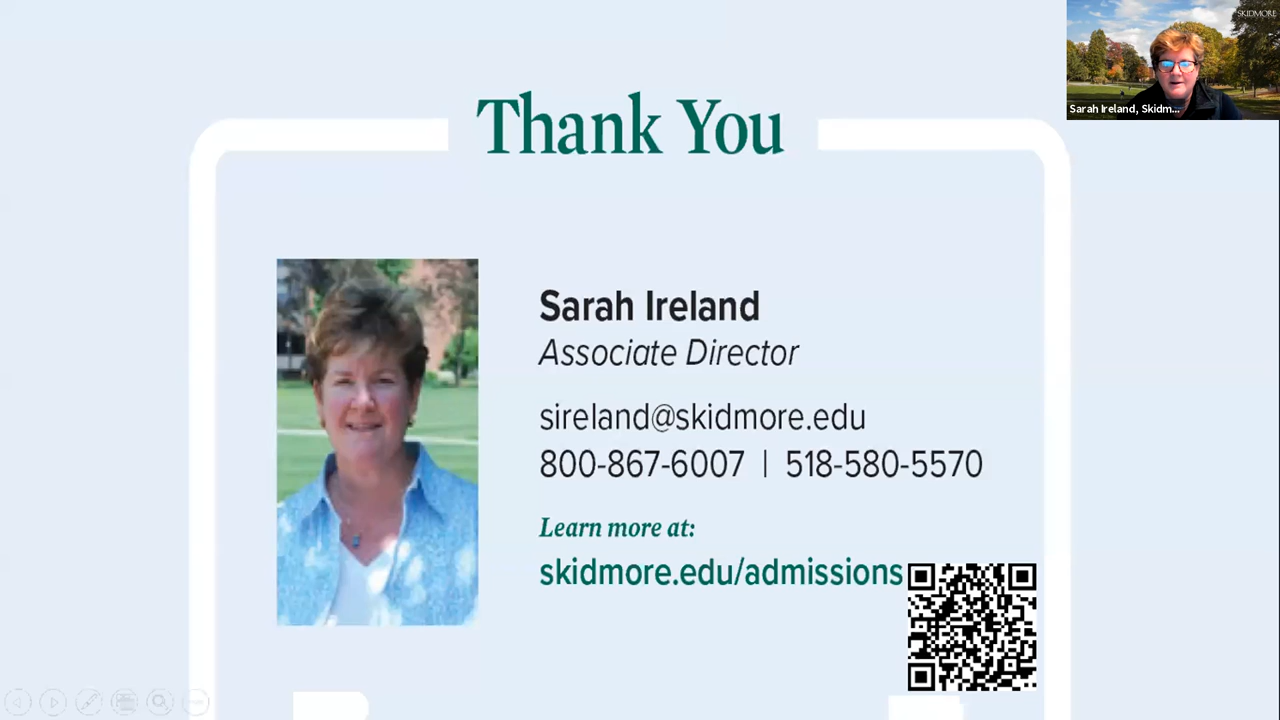 SKIDMORE
Sarah Ireland, Skidm...
Thank You
Sarah Ireland
Associate Director
sireland@skidmore.edu
800-867-6007 | 518-580-5570
Learn more at:
skidmore.edu/admissions